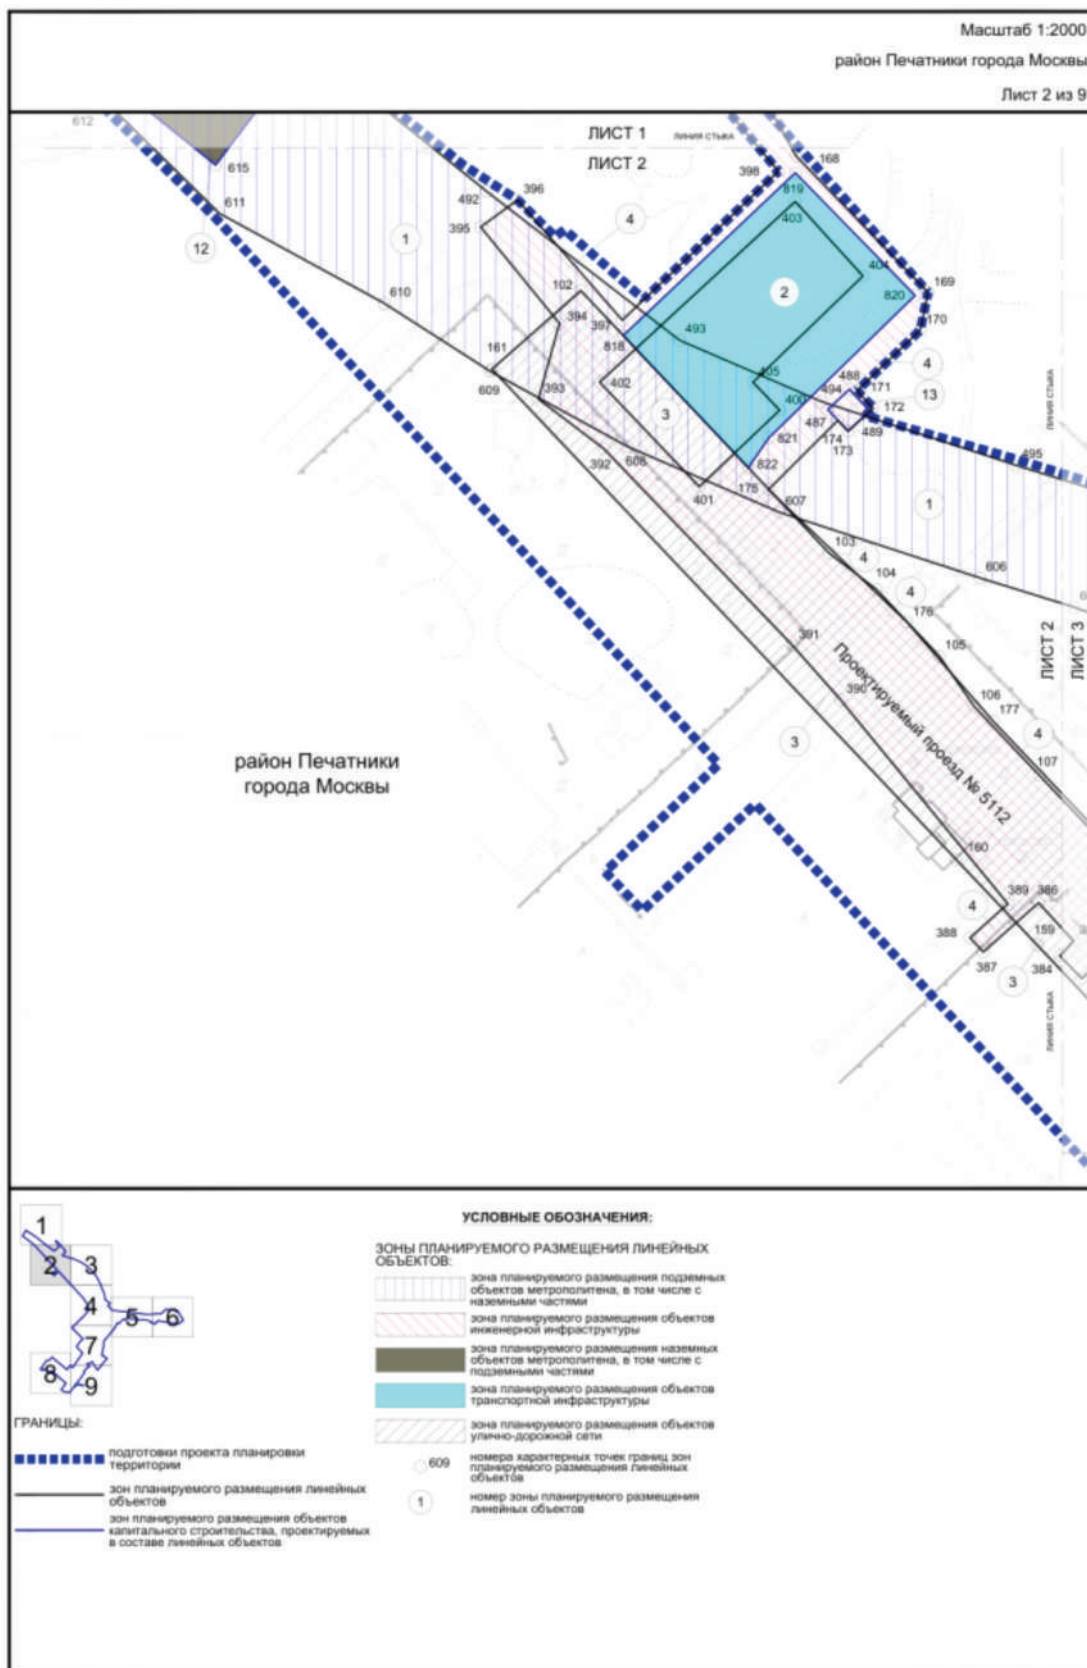 Масштаб 1:2000
район Печатники города Москвы
Лист 2 из 9
612
ЛИСТ 1
ЛИНИЯ СТЫКА
ЛИСТ 2
168
615
398
819
396
492
611
403
395
4
1
12
404
169
102
2
820
610
394
170
397
493
818
161
4
405
488
171
402
494
13
609
393
400
172
3
487
489
ЛИНИЯ СТЫКА
821
174
173
392
608
495
822
175
401
607
1
103
4
606
104
4
176
391
105
ЛИСТ 2
ЛИСТ 3
Проектируемый проезд № 5112
390
106
177
4
3
107
район Печатники
города Москвы
160
389
386
4
388
159
387
384
3
ЛИНИЯ СТЫКА
1
2
3
4
5
6
7
8
9
УСЛОВНЫЕ ОБОЗНАЧЕНИЯ:
ЗОНЫ ПЛАНИРУЕМОГО РАЗМЕЩЕНИЯ ЛИНЕЙНЫХ
ОБЪЕКТОВ:
зона планируемого размещения подземных
объектов метрополитена, в том числе с
наземными частями
зона планируемого размещения объектов
инженерной инфраструктуры
зона планируемого размещения наземных
объектов метрополитена, в том числе с
подземными частями
зона планируемого размещения объектов
транспортной инфраструктуры
зона планируемого размещения объектов
улично-дорожной сети
609
номера характерных точек границ зон
планируемого размещения линейных
объектов
1
номер зоны планируемого размещения
линейных объектов
ГРАНИЦЫ:
подготовки проекта планировки
территории
зон планируемого размещения линейных
объектов
зон планируемого размещения объектов
капитального строительства, проектируемых
в составе линейных объектов